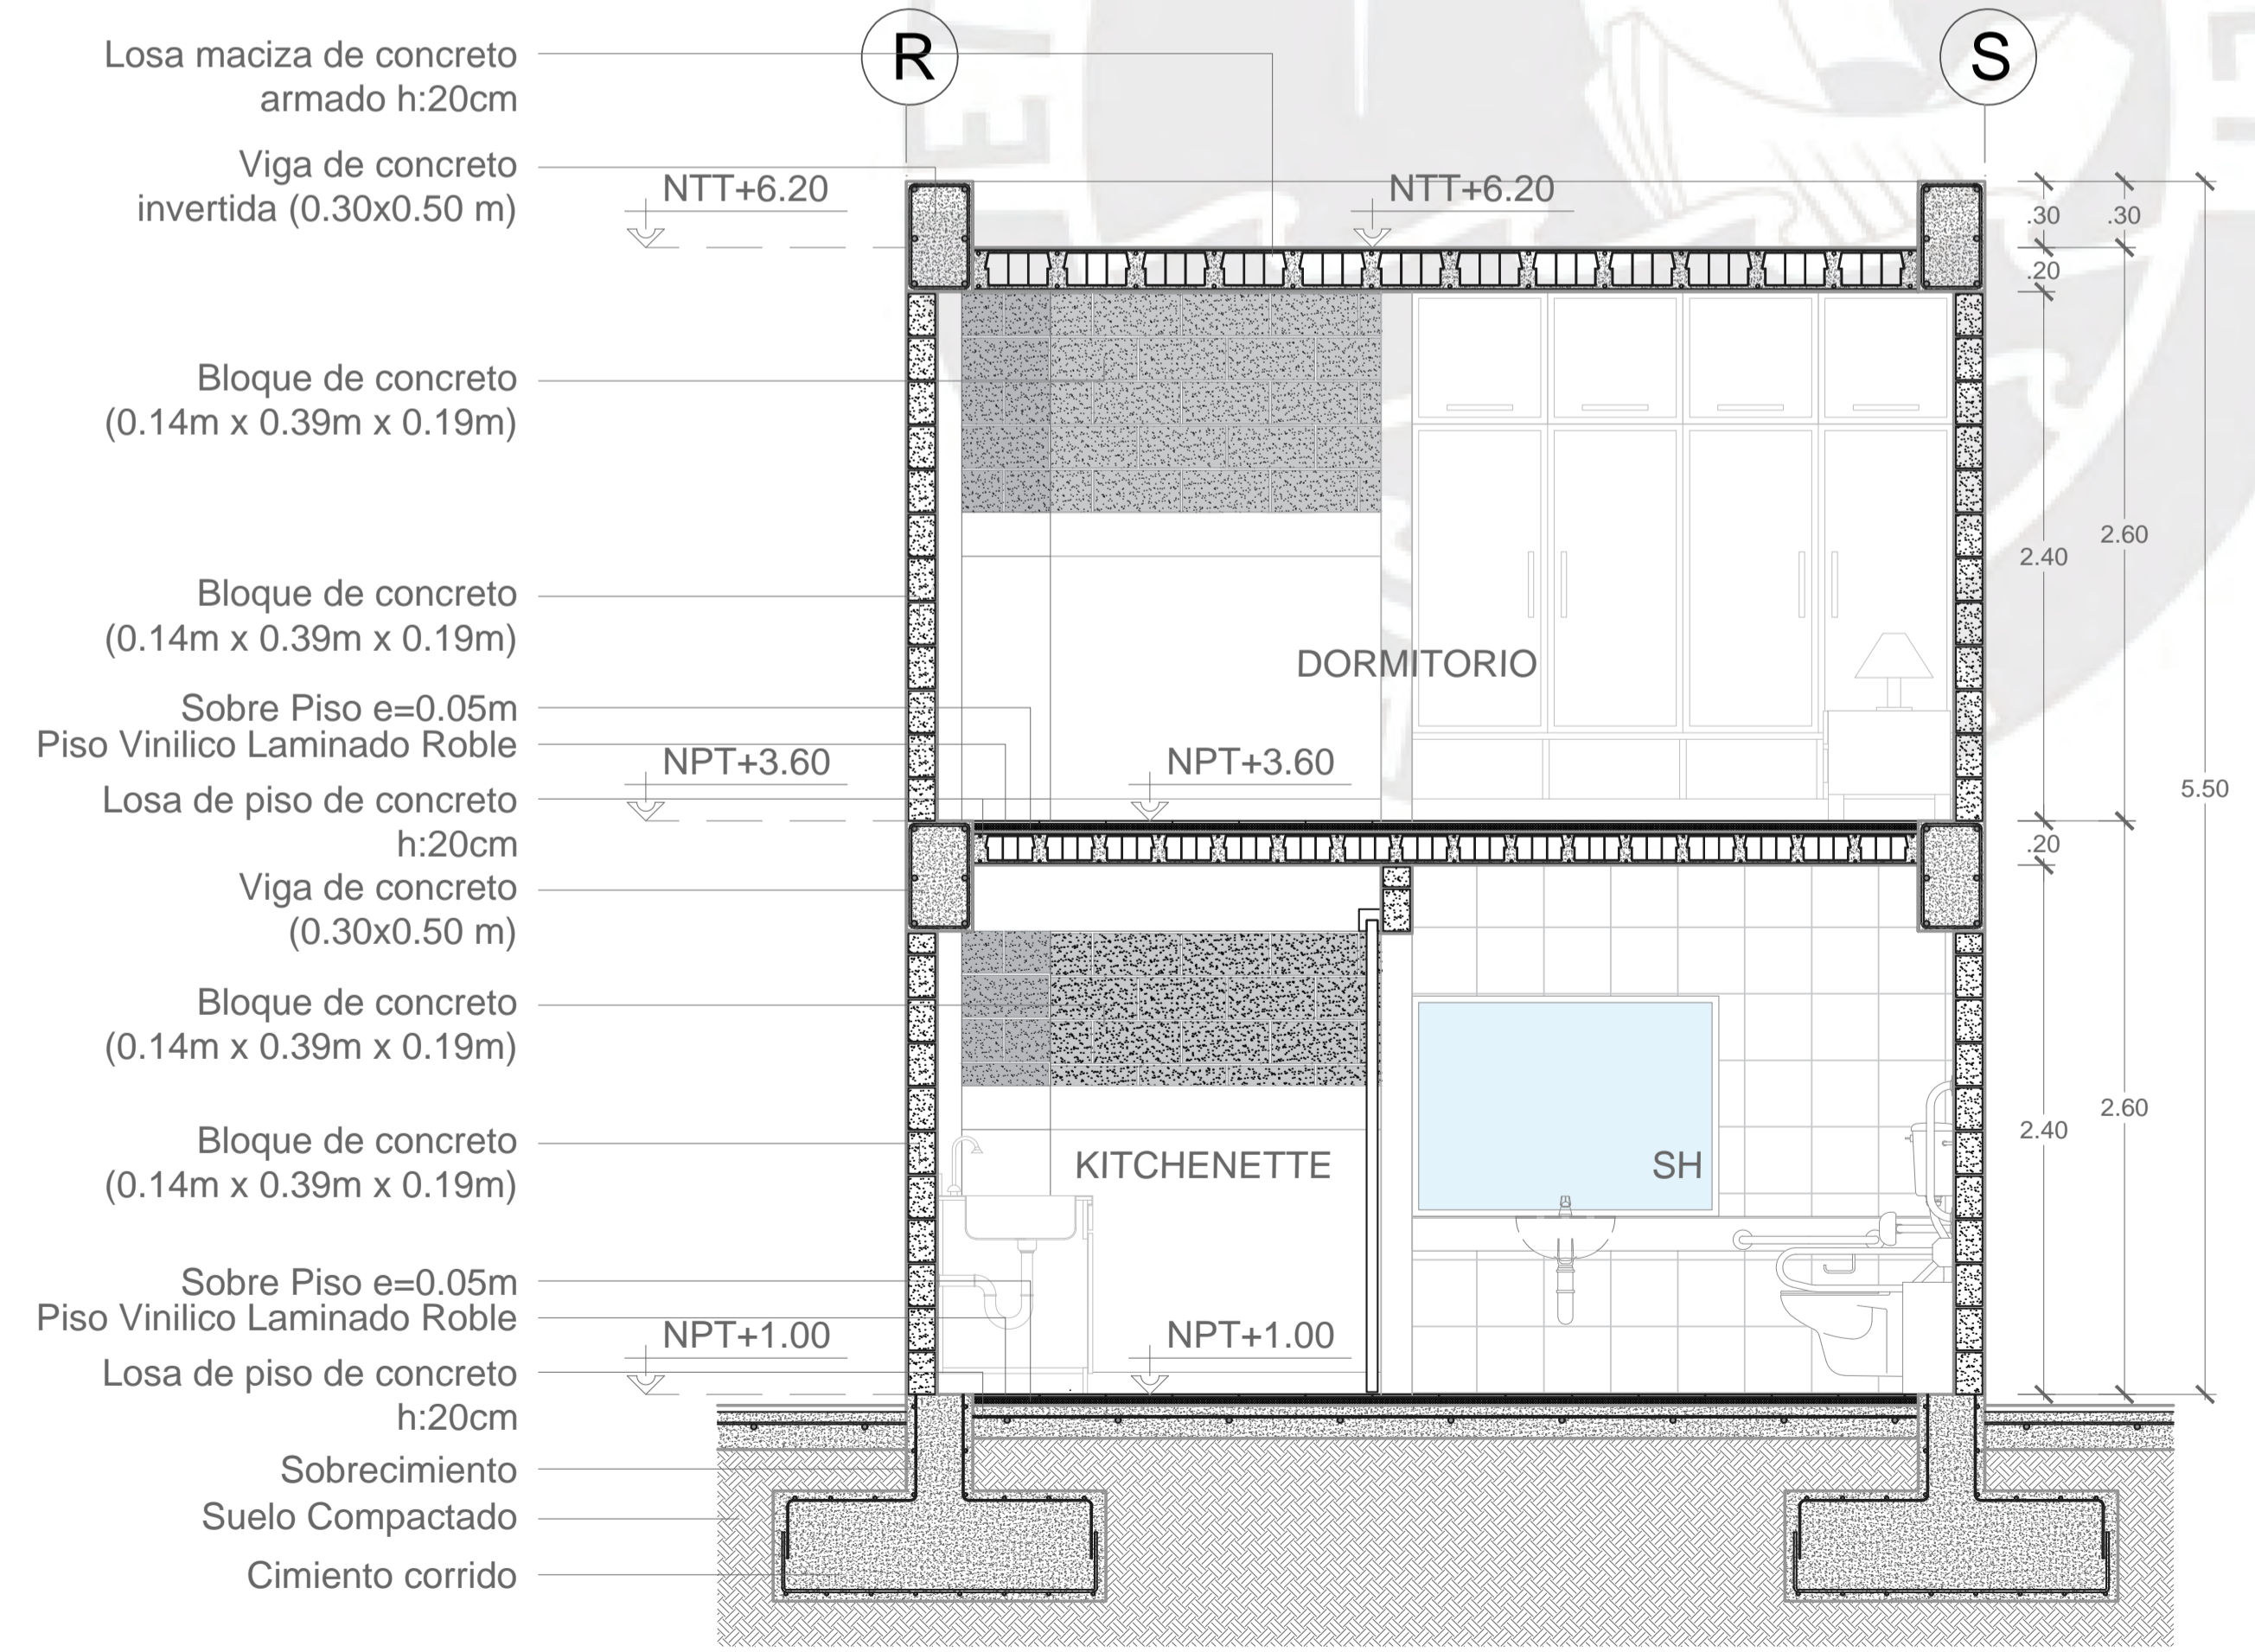 R
S
Losa maciza de concreto
armado h:20cm
Viga de concreto
invertida (0.30x0.50 m)
NTT+6.20
NTT+6.20
.30
.30
.20
Bloque de concreto
(0.14m x 0.39m x 0.19m)
2.60
2.40
Bloque de concreto
(0.14m x 0.39m x 0.19m)
DORMITORIO
Sobre Piso e=0.05m
Piso Vinilico Laminado Roble
NPT+3.60
NPT+3.60
5.50
Losa de piso de concreto
h:20cm
.20
Viga de concreto
(0.30x0.50 m)
Bloque de concreto
(0.14m x 0.39m x 0.19m)
2.60
2.40
Bloque de concreto
(0.14m x 0.39m x 0.19m)
KITCHENETTE
SH
Sobre Piso e=0.05m
Piso Vinilico Laminado Roble
NPT+1.00
NPT+1.00
Losa de piso de concreto
h:20cm
Sobrecimiento
Suelo Compactado
Cimiento corrido